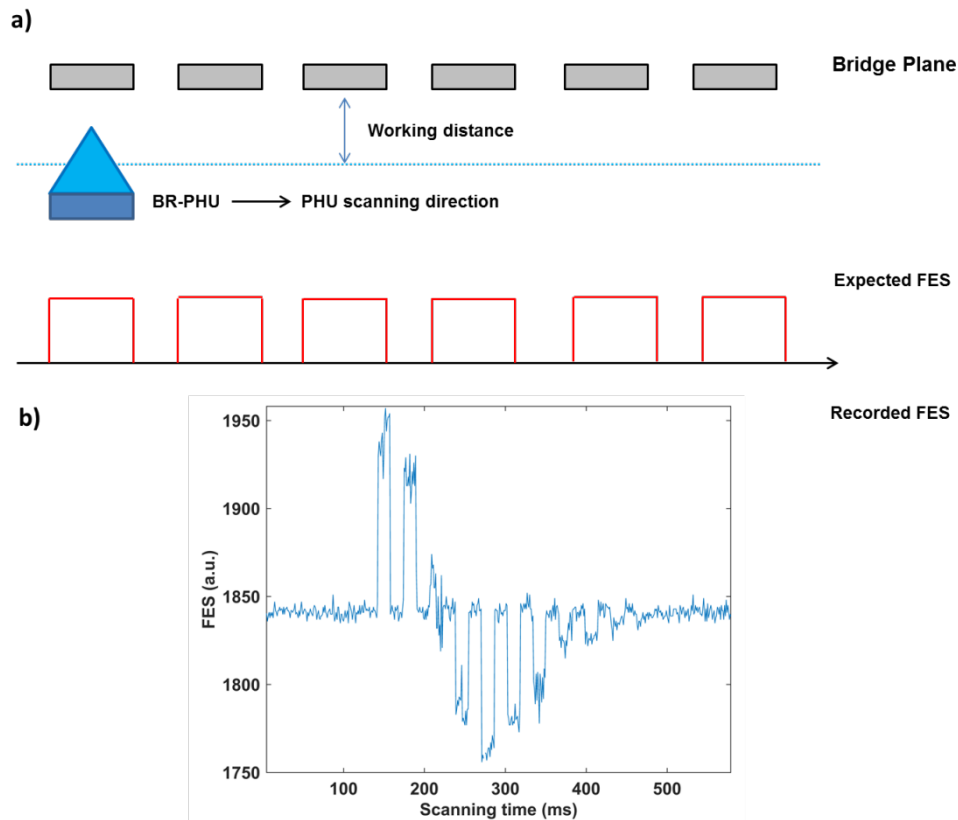 a)
Bridge Plane
Working distance
BR-PHU
PHU scanning direction
Expected FES
b)
Recorded FES
1950
1900
1850
1800
1750
FES (a.u.)
100 200 300 400 500
Scanning time (ms)